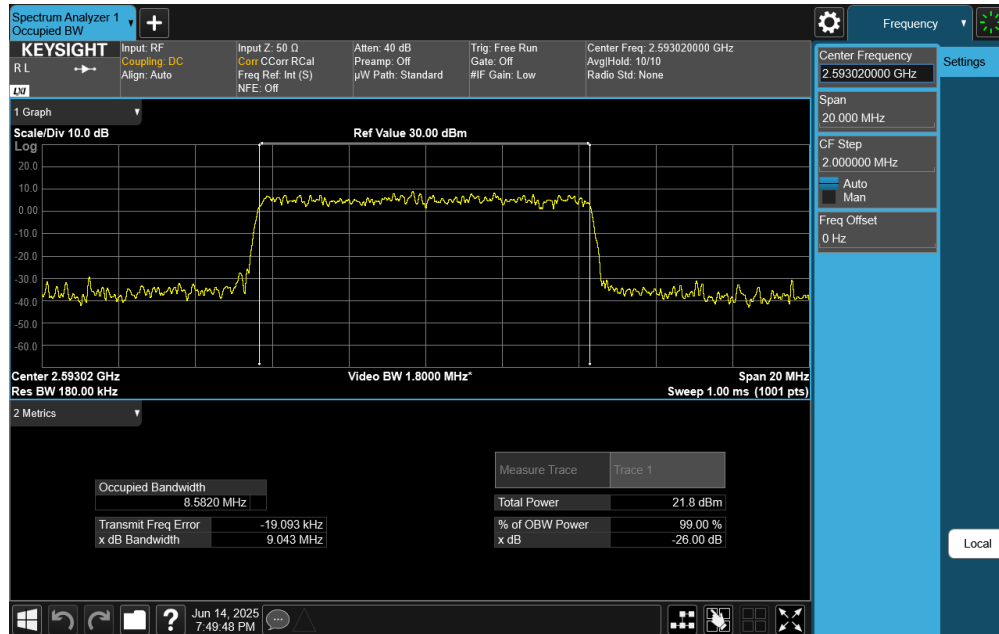 Spectrum Analyzer 1
Occupied BW
Frequency
KEYSIGHT
R L
LXI
Input: RF
Coupling: DC
Align: Auto
Input Z: 50 Ω
Corr CCorr RCal
Freq Ref: Int (S)
NFE: Off
Atten: 40 dB
Preamp: Off
µW Path: Standard
Trig: Free Run
Gate: Off
#IF Gain: Low
Center Freq: 2.593020000 GHz
Avg|Hold: 10/10
Radio Std: None
Center Frequency
2.593020000 GHz
Settings
Span
20.000 MHz
CF Step
2.000000 MHz
Auto
Man
Freq Offset
0 Hz
1 Graph
Scale/Div 10.0 dB
Ref Value 30.00 dBm
Log
20.0
10.0
0.00
-10.0
-20.0
-30.0
-40.0
-50.0
-60.0
Center 2.59302 GHz
Video BW 1.8000 MHz*
Span 20 MHz
Res BW 180.00 kHz
Sweep 1.00 ms (1001 pts)
2 Metrics
Measure Trace Trace 1
Occupied Bandwidth
8.5820 MHz
Total Power 21.8 dBm
Transmit Freq Error -19.093 kHz
% of OBW Power 99.00 %
x dB Bandwidth 9.043 MHz
x dB -26.00 dB
Local
?
Jun 14, 2025
7:49:48 PM